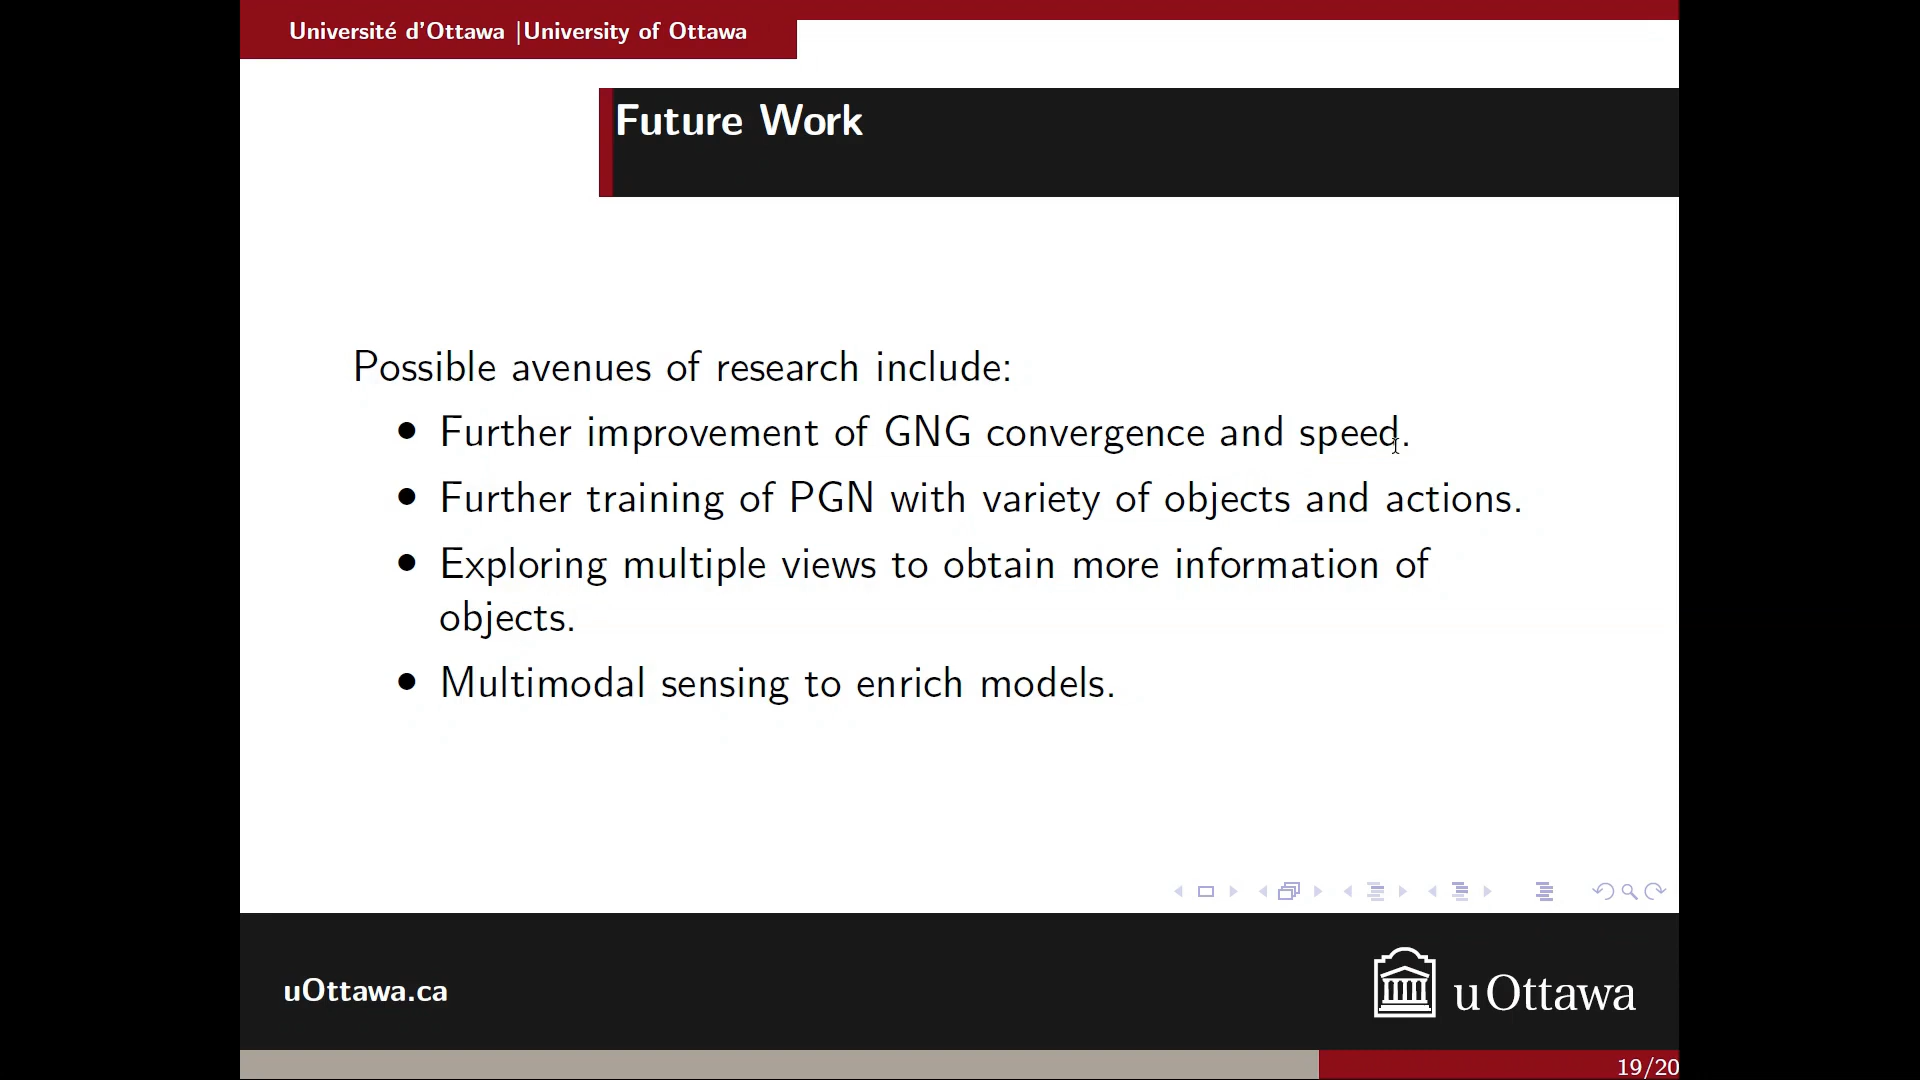 Université d'Ottawa |University of Ottawa
Future Work
Possible avenues of research include:
• Further improvement of GNG convergence and speed.
• Further training of PGN with variety of objects and actions.
• Exploring multiple views to obtain more information of
objects.
• Multimodal sensing to enrich models.
uOttawa.ca
uOttawa
19/20